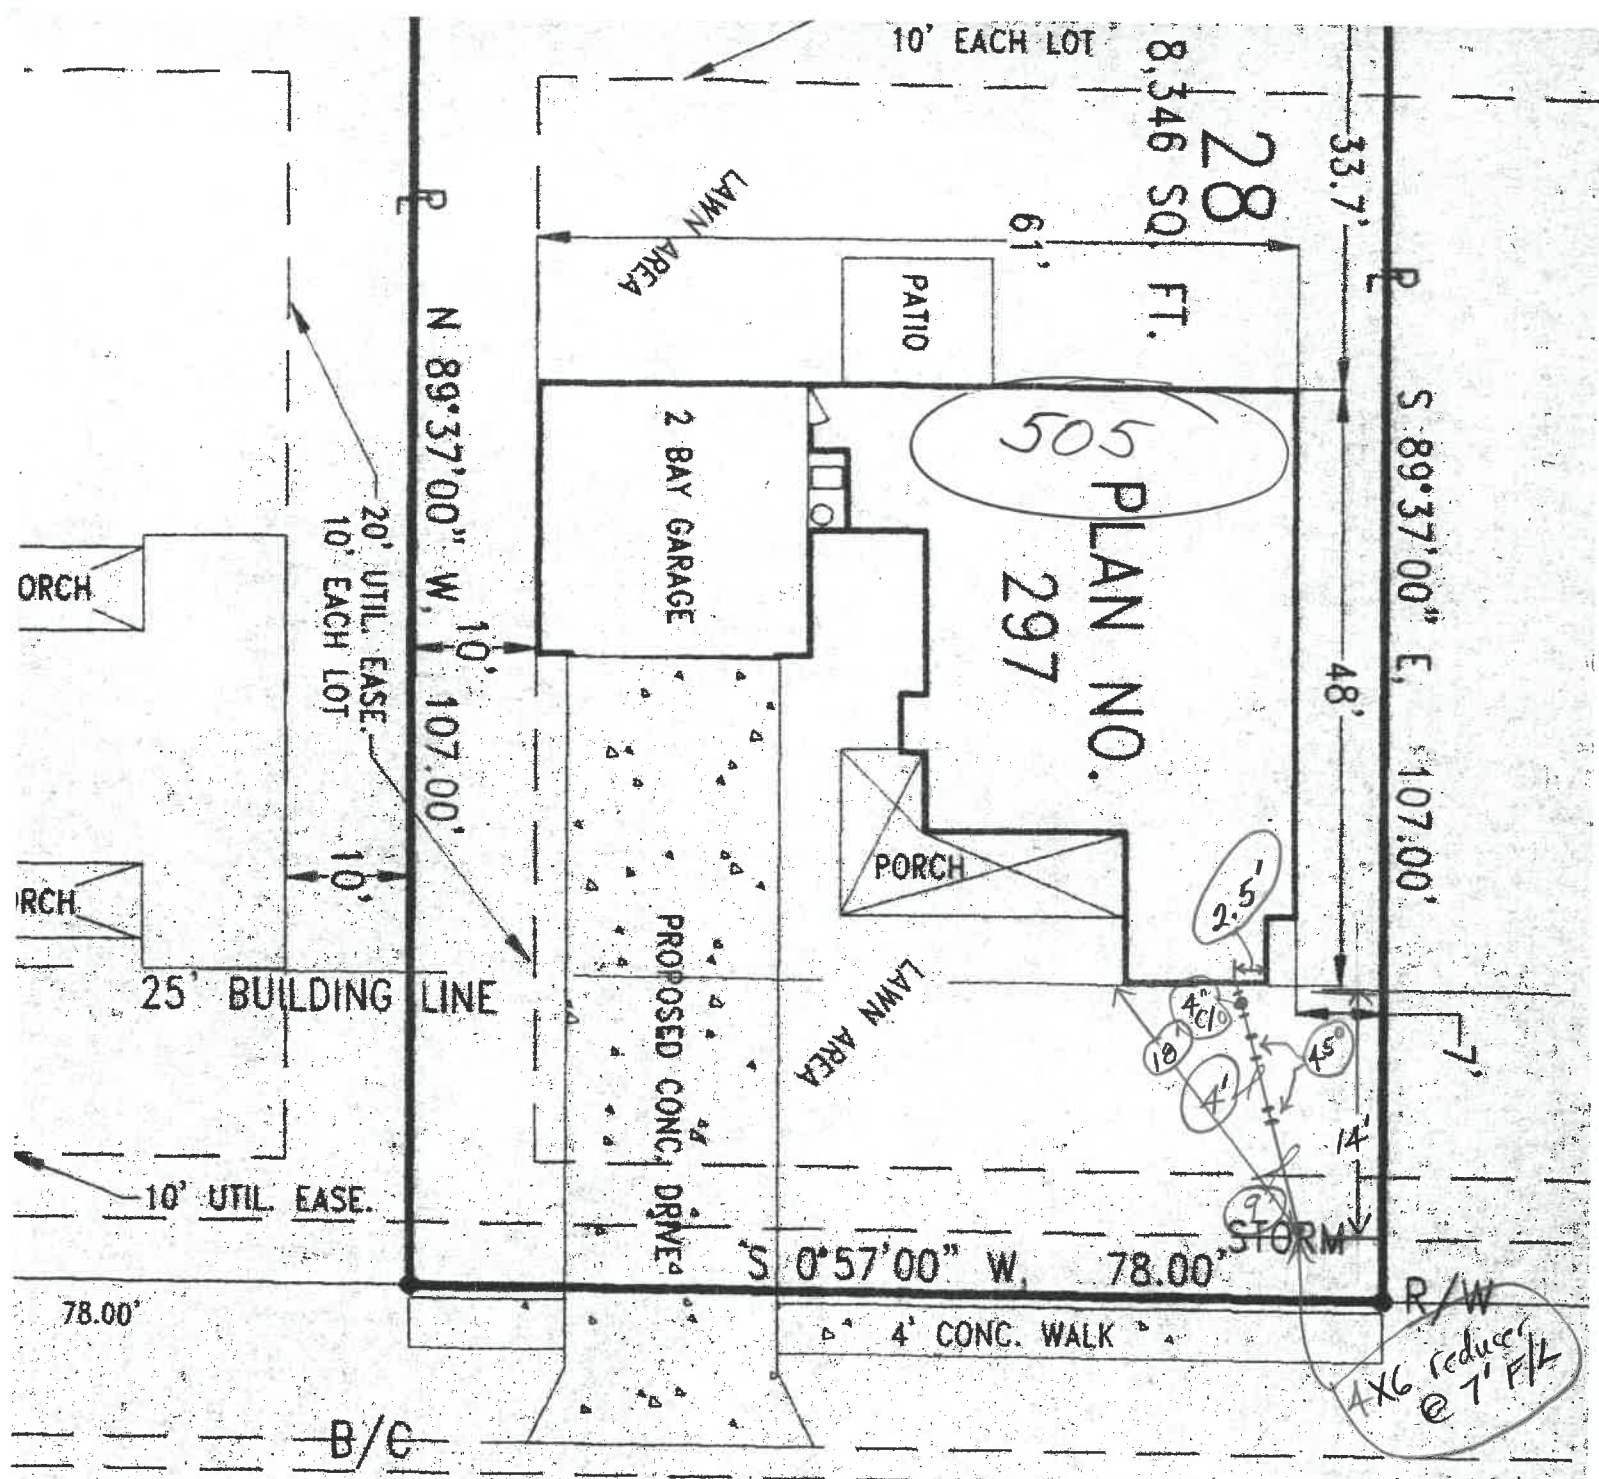 10' EACH LOT
8,346 SQ. FT.
28
33.7'
LAWN AREA
61'
PATIO
P
L
P
L
N 89°37'00" W, 107.00'
S 89°37'00" E, 107.00'
505
2 BAY GARAGE
PLAN NO.
297
48'
20' UTIL. EASE.
10' EACH LOT
ORCH
10'
10'
RCH
PORCH
2.5'
25' BUILDING LINE
PROPOSED CONC. DRIVE
LAWN AREA
4"
C/O
18'
45°
7'
4'
14'
10' UTIL. EASE.
9'
STORM
S 0°57'00" W, 78.00'
78.00'
R/W
4' CONC. WALK
4X6 reducer
@ 7' F/L
B/C